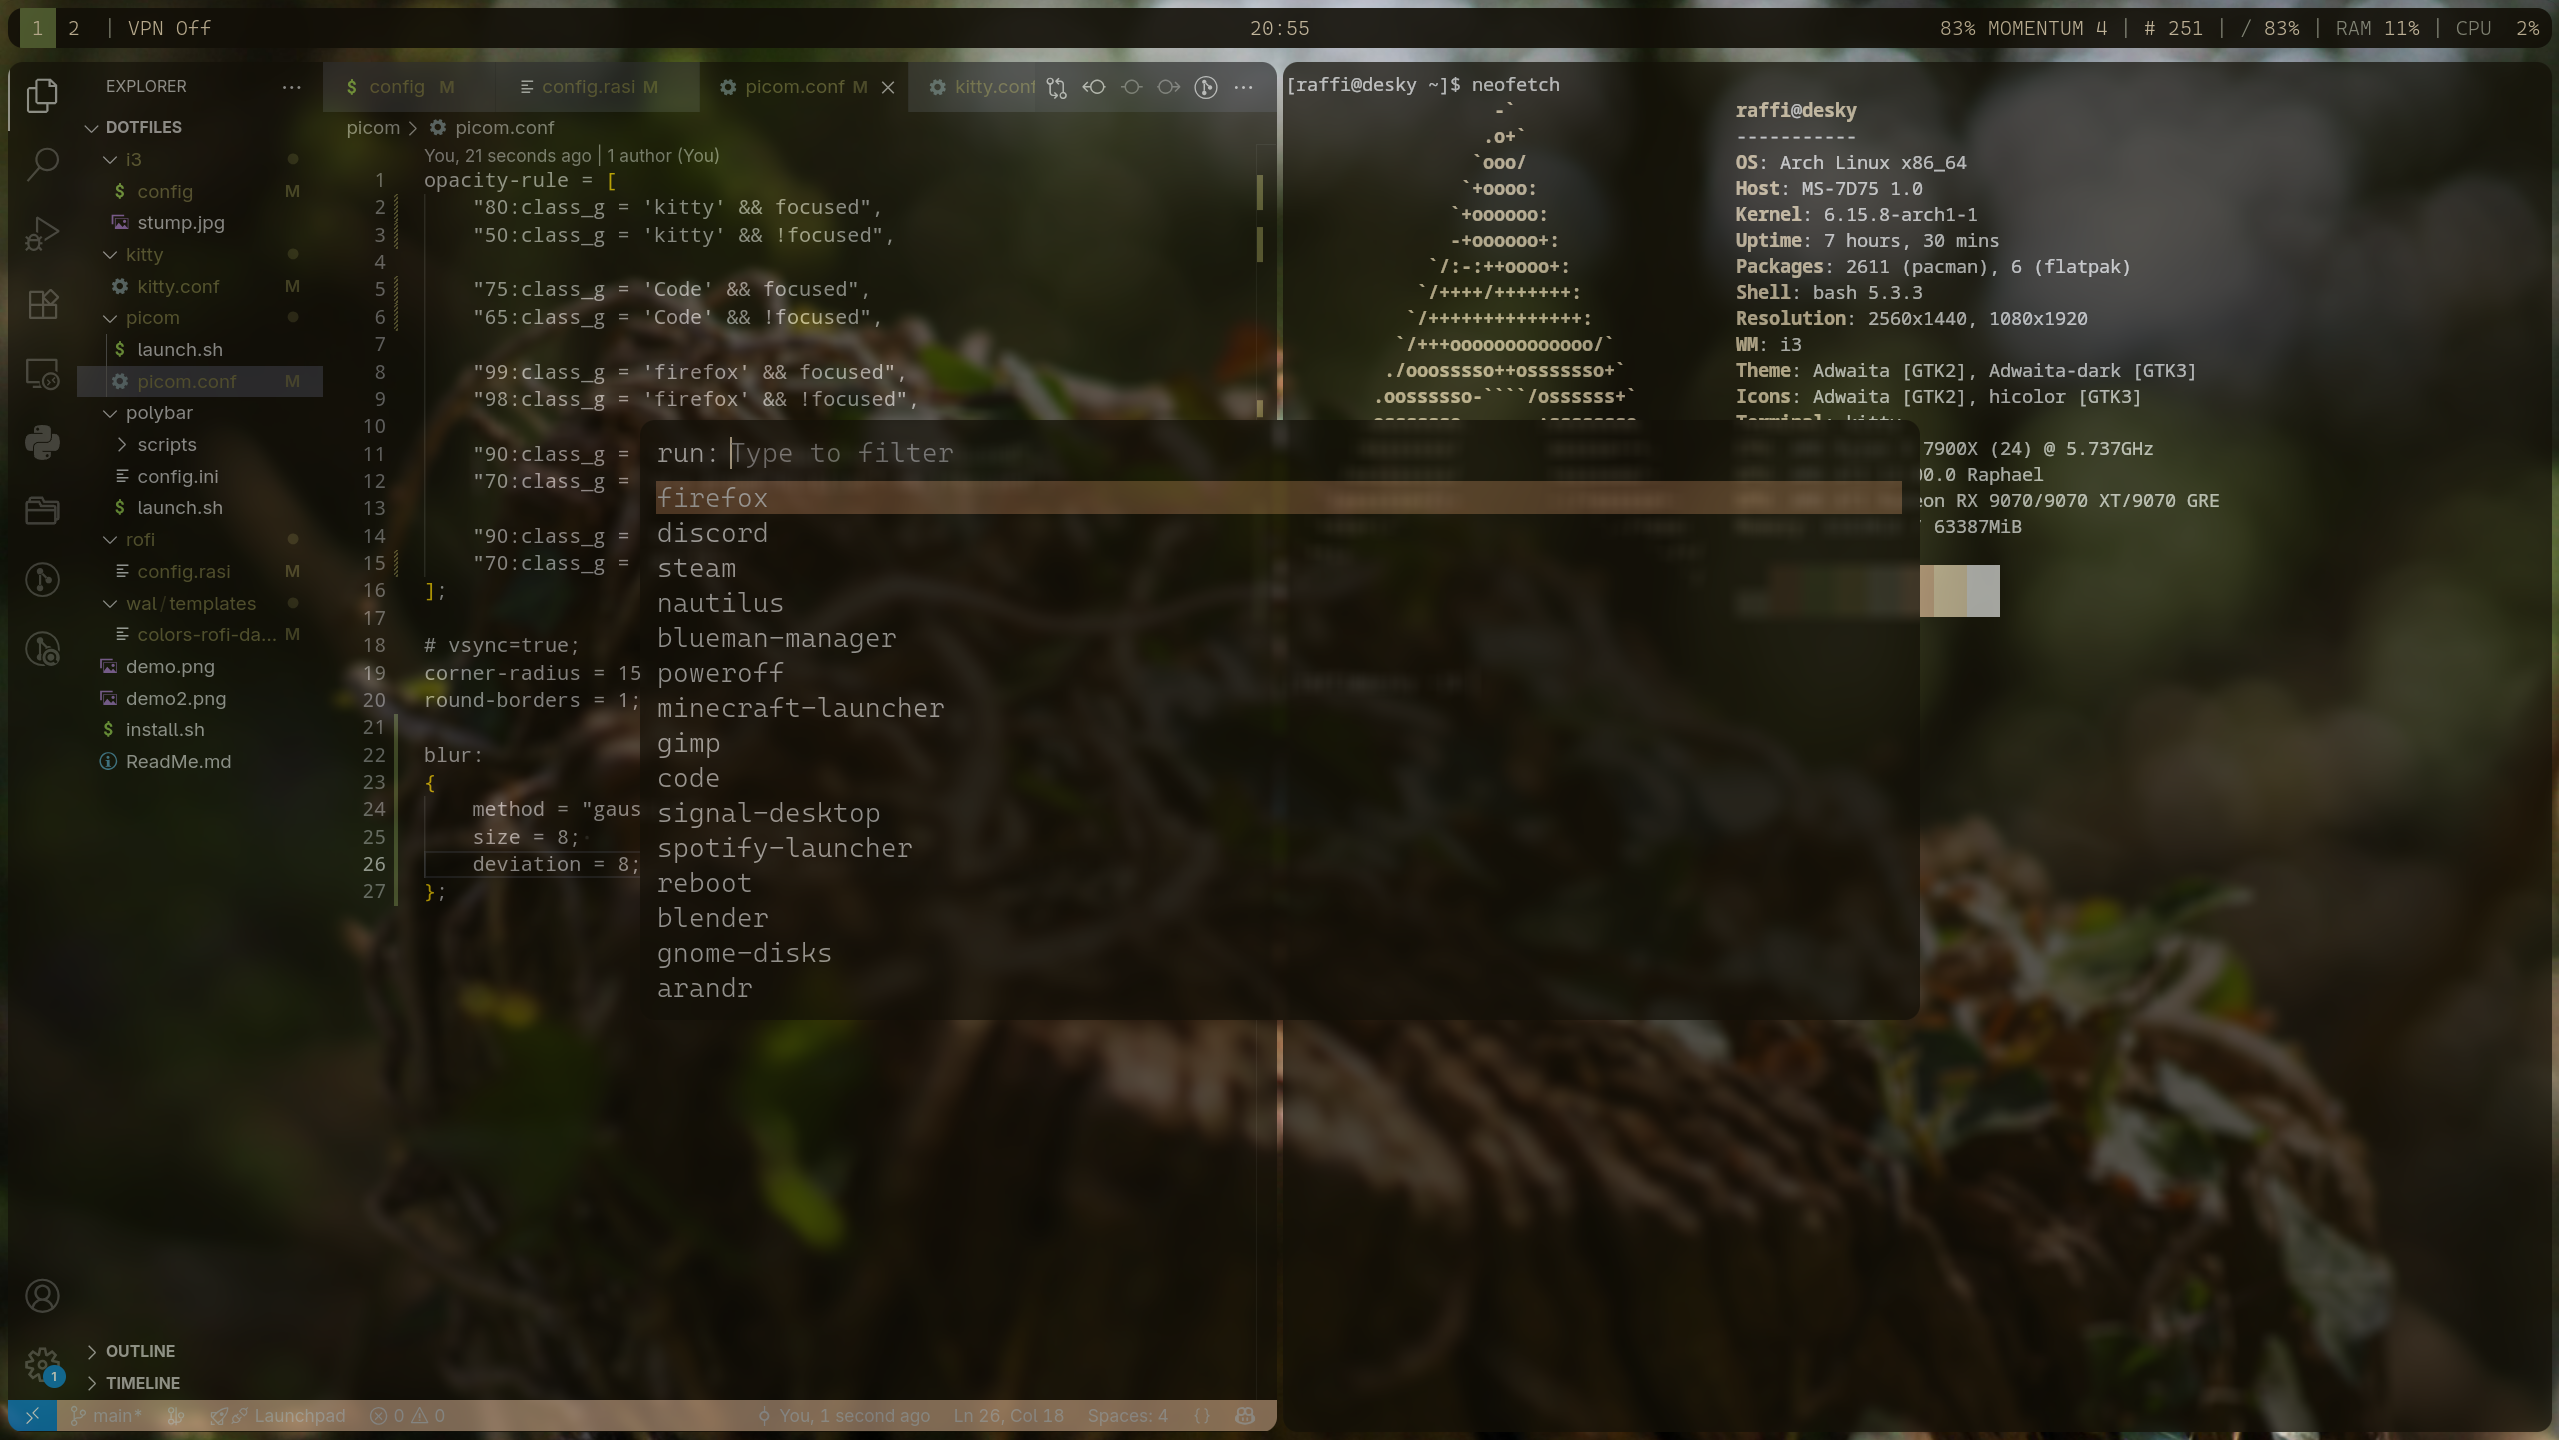 1 2 | VPN Off
20:55
83% MOMENTUM 4 | # 251 | / 83% | RAM 11% | CPU 2%
EXPLORER ···
DOTFILES
i3
$ config M
stump.jpg
kitty
kitty.conf M
picom
$ launch.sh
picom.conf M
polybar
scripts
config.ini
$ launch.sh
rofi
config.rasi M
wal/templates
colors-rofi-da... M
demo.png
demo2.png
$ install.sh
ReadMe.md
OUTLINE
TIMELINE
1
$ config M
config.rasi M
picom.conf M
kitty.conf
···
picom > picom.conf
You, 21 seconds ago | 1 author (You)
1 opacity-rule = [
2 "80:class_g = 'kitty' && focused",
3 "50:class_g = 'kitty' && !focused",
4
5 "75:class_g = 'Code' && focused",
6 "65:class_g = 'Code' && !focused",
7
8 "99:class_g = 'firefox' && focused",
9 "98:class_g = 'firefox' && !focused",
10
11 "90:class_g =
12 "70:class_g =
13
14 "90:class_g =
15 "70:class_g =
16 ];
17
18 # vsync=true;
19 corner-radius = 15
20 round-borders = 1;
21
22 blur:
23 {
24 method = "gaus
25 size = 8;
26 deviation = 8;
27 };
main*
Launchpad
0 0
You, 1 second ago
Ln 26, Col 18
Spaces: 4
{}
run: Type to filter
firefox
discord
steam
nautilus
blueman-manager
poweroff
minecraft-launcher
gimp
code
signal-desktop
spotify-launcher
reboot
blender
gnome-disks
arandr
[raffi@desky ~]$ neofetch
-`
.o+`
`ooo/
`+oooo:
`+oooooo:
-+oooooo+:
`/:-:++oooo+:
`/++++/+++++++:
`/++++++++++++++:
`/+++ooooooooooooo/`
./ooosssso++osssssso+`
.oossssso-````/ossssss+`
raffi@desky
-----------
OS: Arch Linux x86_64
Host: MS-7D75 1.0
Kernel: 6.15.8-arch1-1
Uptime: 7 hours, 30 mins
Packages: 2611 (pacman), 6 (flatpak)
Shell: bash 5.3.3
Resolution: 2560x1440, 1080x1920
WM: i3
Theme: Adwaita [GTK2], Adwaita-dark [GTK3]
Icons: Adwaita [GTK2], hicolor [GTK3]
7900X (24) @ 5.737GHz
Raphael
RX 9070/9070 XT/9070 GRE
63387MiB